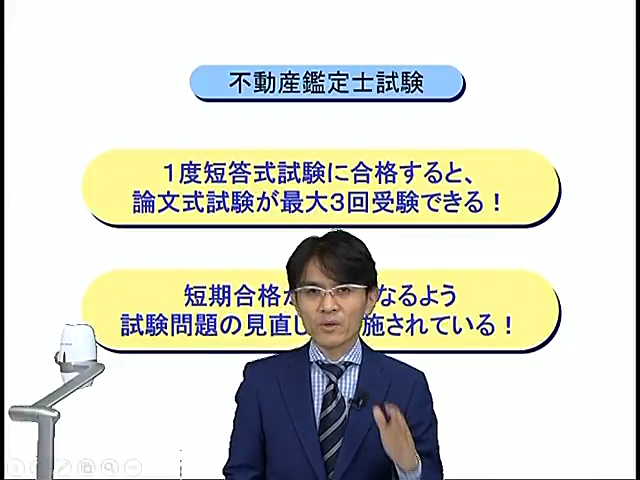 不動産鑑定士試験
１度短答式試験に合格すると、
論文式試験が最大３回受験できる！
短期合格が なるよう
試験問題の見直し 施されている！